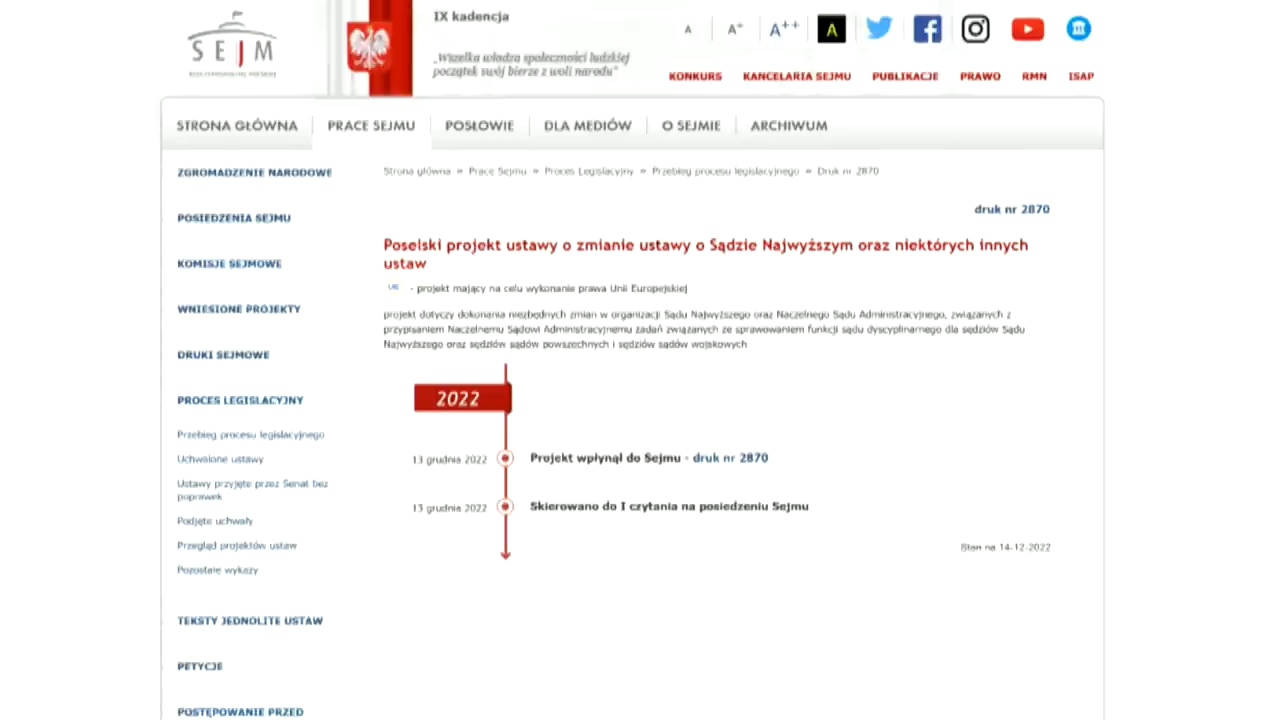 SEJM
RZECZYPOSPOLITEJ POLSKIEJ
IX kadencja
„Wszelka władza społeczności ludzkiej
początek swój bierze z woli narodu”
A A+ A++ A
KONKURS KANCELARIA SEJMU PUBLIKACJE PRAWO RMN ISAP
STRONA GŁÓWNA PRACE SEJMU POSŁOWIE DLA MEDIÓW O SEJMIE ARCHIWUM
Strona główna » Prace Sejmu » Proces Legislacyjny » Przebieg procesu legislacyjnego » Druk nr 2870
ZGROMADZENIE NARODOWE
POSIEDZENIA SEJMU
KOMISJE SEJMOWE
WNIESIONE PROJEKTY
DRUKI SEJMOWE
PROCES LEGISLACYJNY
Przebieg procesu legislacyjnego
Uchwalone ustawy
Ustawy przyjęte przez Senat bez
poprawek
Podjęte uchwały
Przegląd projektów ustaw
Pozostałe wykazy
TEKSTY JEDNOLITE USTAW
PETYCJE
POSTĘPOWANIE PRZED
druk nr 2870
Poselski projekt ustawy o zmianie ustawy o Sądzie Najwyższym oraz niektórych innych
ustaw
UE - projekt mający na celu wykonanie prawa Unii Europejskiej
projekt dotyczy dokonania niezbędnych zmian w organizacji Sądu Najwyższego oraz Naczelnego Sądu Administracyjnego, związanych z
przypisaniem Naczelnemu Sądowi Administracyjnemu zadań związanych ze sprawowaniem funkcji sądu dyscyplinarnego dla sędziów Sądu
Najwyższego oraz sędziów sądów powszechnych i sędziów sądów wojskowych
2022
13 grudnia 2022 Projekt wpłynął do Sejmu - druk nr 2870
13 grudnia 2022 Skierowano do I czytania na posiedzeniu Sejmu
Stan na 14-12-2022